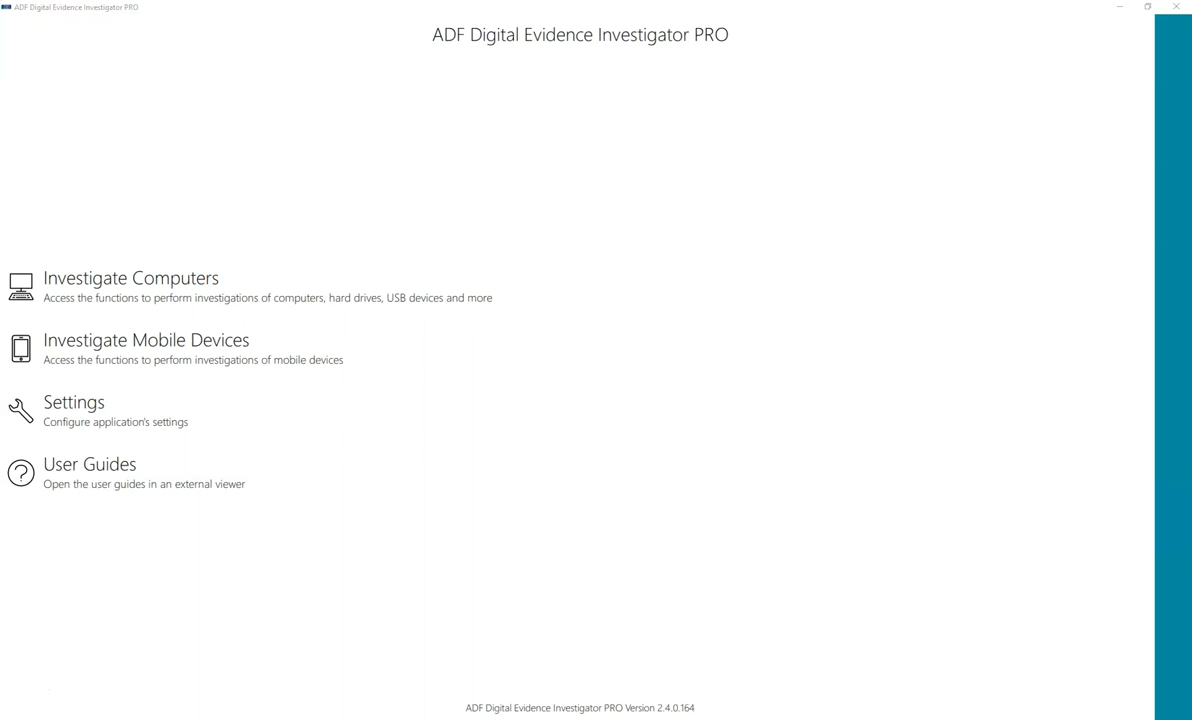 ADF Digital Evidence Investigator PRO
ADF Digital Evidence Investigator PRO
Investigate Computers
Access the functions to perform investigations of computers, hard drives, USB devices and more
Investigate Mobile Devices
Access the functions to perform investigations of mobile devices
Settings
Configure application's settings
User Guides
Open the user guides in an external viewer
ADF Digital Evidence Investigator PRO Version 2.4.0.164